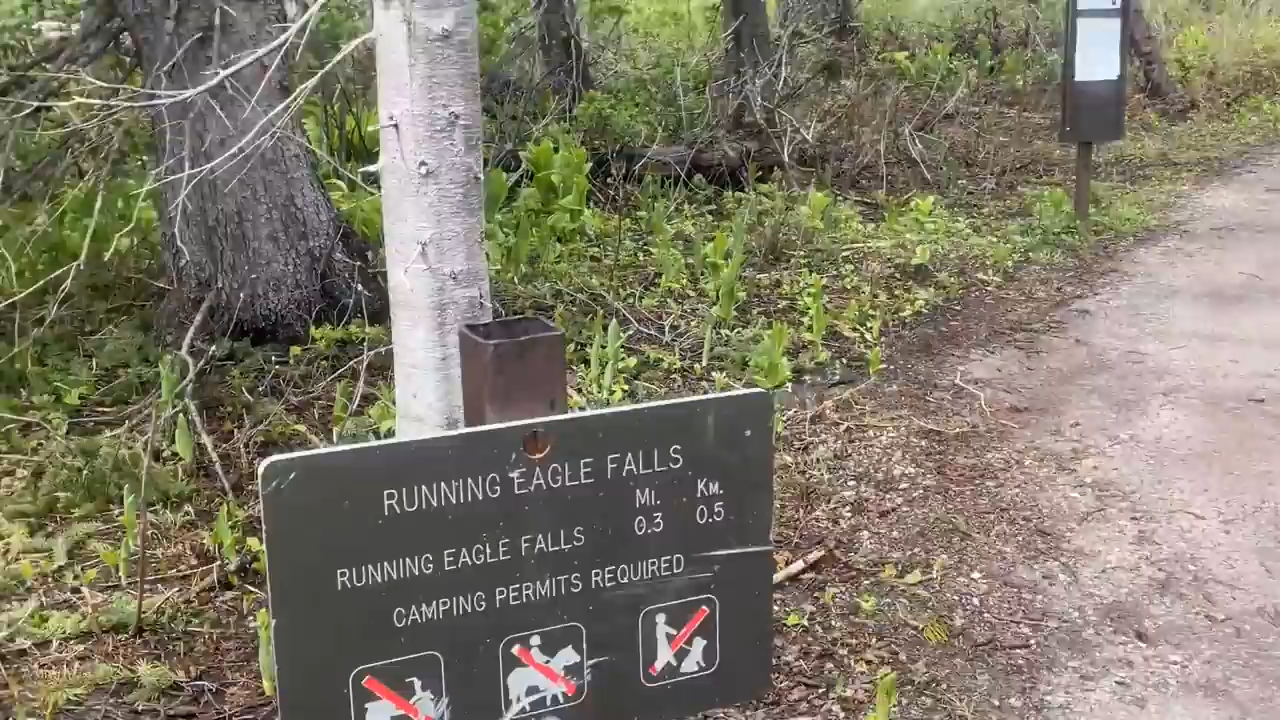 RUNNING EAGLE FALLS
MI. KM.
RUNNING EAGLE FALLS 0.3 0.5
CAMPING PERMITS REQUIRED